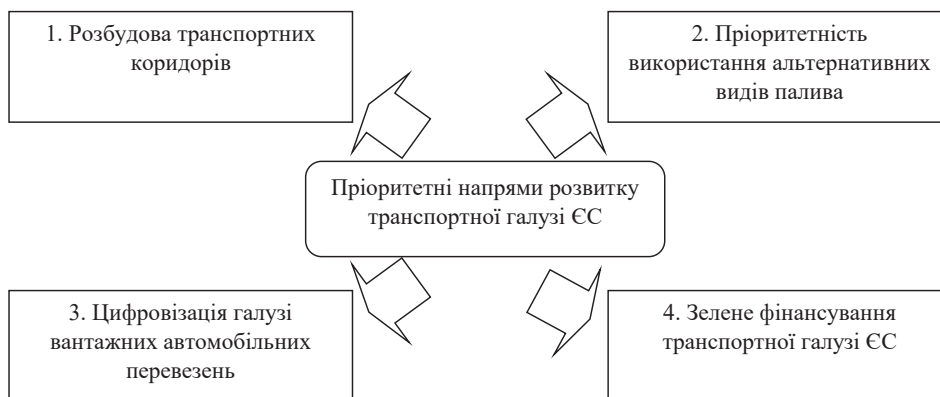 1. Розбудова транспортних
коридорів
2. Пріоритетність
використання альтернативних
видів палива
Пріоритетні напрями розвитку
транспортної галузі ЄС
3. Цифровізація галузі
вантажних автомобільних
перевезень
4. Зелене фінансування
транспортної галузі ЄС